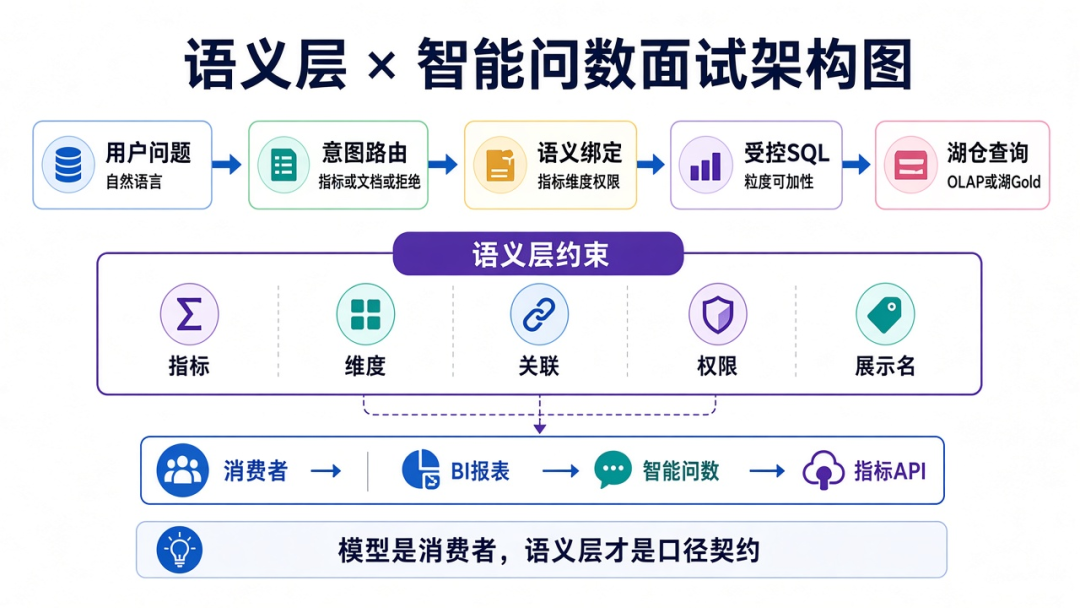 语义层 × 智能问数面试架构图
用户问题
自然语言
意图路由
指标或文档或拒绝
语义绑定
指标维度权限
受控SQL
粒度可加性
湖仓查询
OLAP或湖Gold
语义层约束
Σ
指标
维度
关联
权限
展示名
消费者
BI报表
智能问数
指标API
模型是消费者，语义层才是口径契约